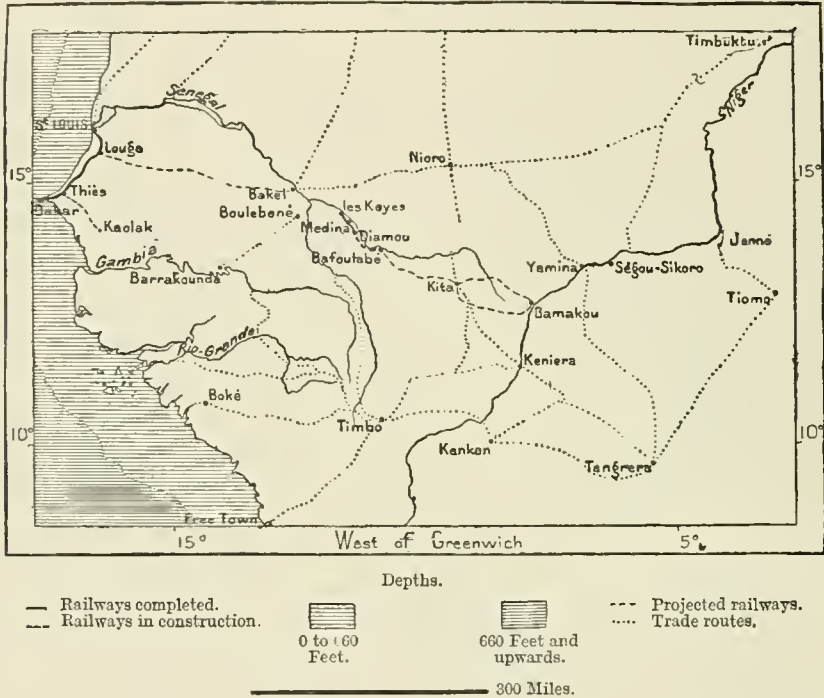 Timbuktu
Senegal
Niger
St LOUIS
Louga
Nioro
15°
15°
Bakel
Thiès
Boulebané
les Kayes
Dakar
Medina
Diamou
Kaolak
Jenné
Gambia
Bafoulabé
Yamina
Ségou-Sikoro
Barrakounda
Kita
Tiomo
Bamakou
Rio-Grande
Keniera
Boké
10°
Timbo
10°
Kankan
Tangrera
Free Town
15°
West of Greenwich
5°
Depths.
Railways completed.
Railways in construction.
0 to 660
Feet.
660 Feet and
upwards.
Projected railways.
Trade routes.
300 Miles.